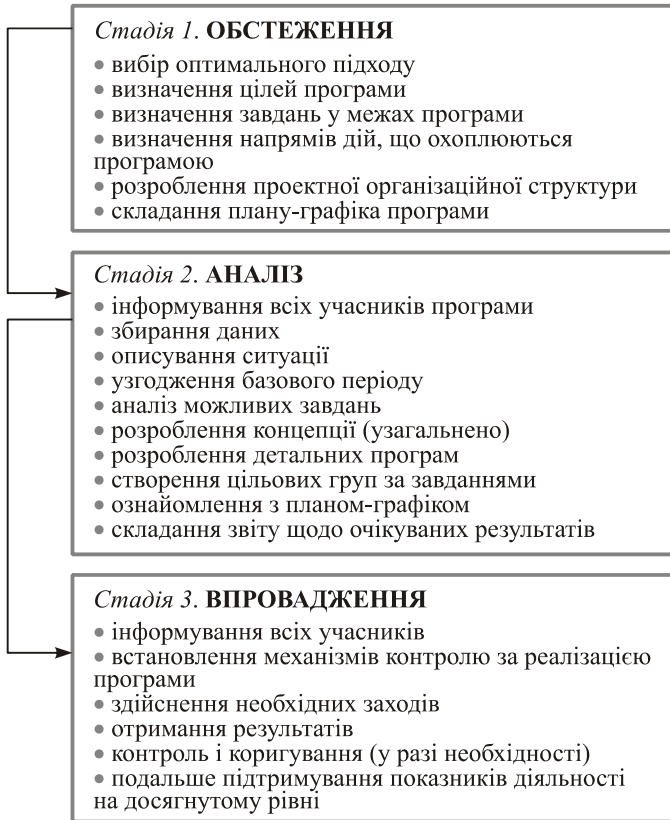 Стадія 1. ОБСТЕЖЕННЯ
• вибір оптимального підходу
• визначення цілей програми
• визначення завдань у межах програми
• визначення напрямів дій, що охоплюються
програмою
• розроблення проектної організаційної структури
• складання плану-графіка програми
Стадія 2. АНАЛІЗ
• інформування всіх учасників програми
• збирання даних
• описування ситуації
• узгодження базового періоду
• аналіз можливих завдань
• розроблення концепції (узагальнено)
• розроблення детальних програм
• створення цільових груп за завданнями
• ознайомлення з планом-графіком
• складання звіту щодо очікуваних результатів
Стадія 3. ВПРОВАДЖЕННЯ
• інформування всіх учасників
• встановлення механізмів контролю за реалізацією
програми
• здійснення необхідних заходів
• отримання результатів
• контроль і коригування (у разі необхідності)
• подальше підтримування показників діяльності
на досягнутому рівні